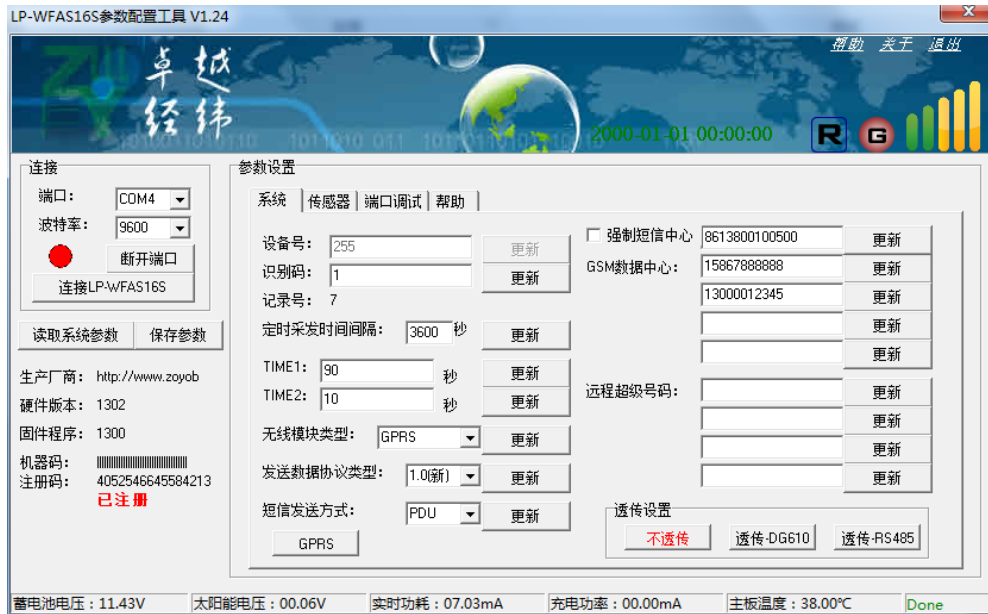 LP-WFAS16S参数配置工具 V1.24
帮助 关于 退出
卓越
经纬
2000-01-01 00:00:00
R G
连接
端口： COM4
波特率： 9600
断开端口
连接LP-WFAS16S
读取系统参数 保存参数
生产厂商： http://www.zoyob
硬件版本： 1302
固件程序： 1300
机器码：
注册码： 4052546645584213
已注册
参数设置
系统 传感器 端口调试 帮助
设备号： 255 更新
识别码： 1 更新
记录号： 7
定时采发时间间隔： 3600 秒 更新
TIME1: 90 秒 更新
TIME2: 10 秒 更新
无线模块类型： GPRS 更新
发送数据协议类型： 1.0(新) 更新
短信发送方式： PDU 更新
GPRS
强制短信中心 8613800100500 更新
GSM数据中心： 15867888888 更新
13000012345 更新
更新
更新
远程超级号码： 更新
更新
更新
更新
透传设置
不透传 透传-DG610 透传-RS485
蓄电池电压：11.43V 太阳能电压：00.06V 实时功耗：07.03mA 充电功率：00.00mA 主板温度：38.00℃ Done